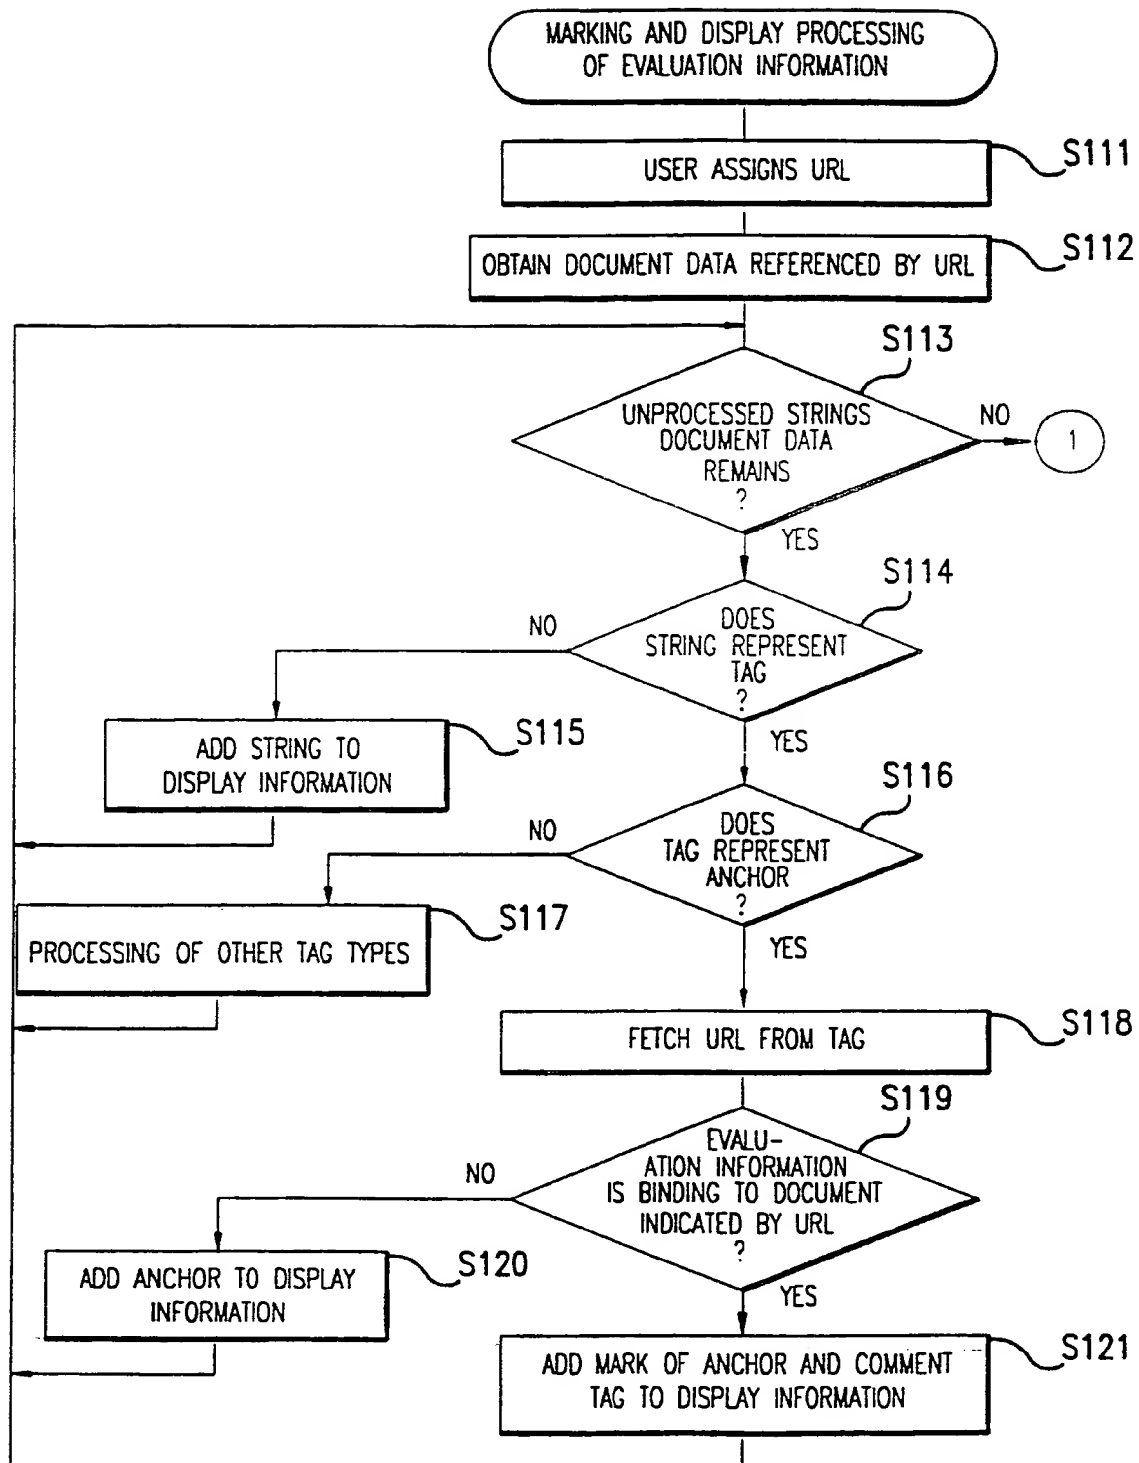 MARKING AND DISPLAY PROCESSING
OF EVALUATION INFORMATION
USER ASSIGNS URL
S111
OBTAIN DOCUMENT DATA REFERENCED BY URL
S112
S113
UNPROCESSED STRINGS
DOCUMENT DATA
REMAINS
?
NO
1
YES
S114
DOES
STRING REPRESENT
TAG
?
NO
YES
ADD STRING TO
DISPLAY INFORMATION
S115
S116
DOES
TAG REPRESENT
ANCHOR
?
NO
YES
PROCESSING OF OTHER TAG TYPES
S117
FETCH URL FROM TAG
S118
S119
EVALU-
ATION INFORMATION
IS BINDING TO DOCUMENT
INDICATED BY URL
?
NO
YES
ADD ANCHOR TO DISPLAY
INFORMATION
S120
ADD MARK OF ANCHOR AND COMMENT
TAG TO DISPLAY INFORMATION
S121